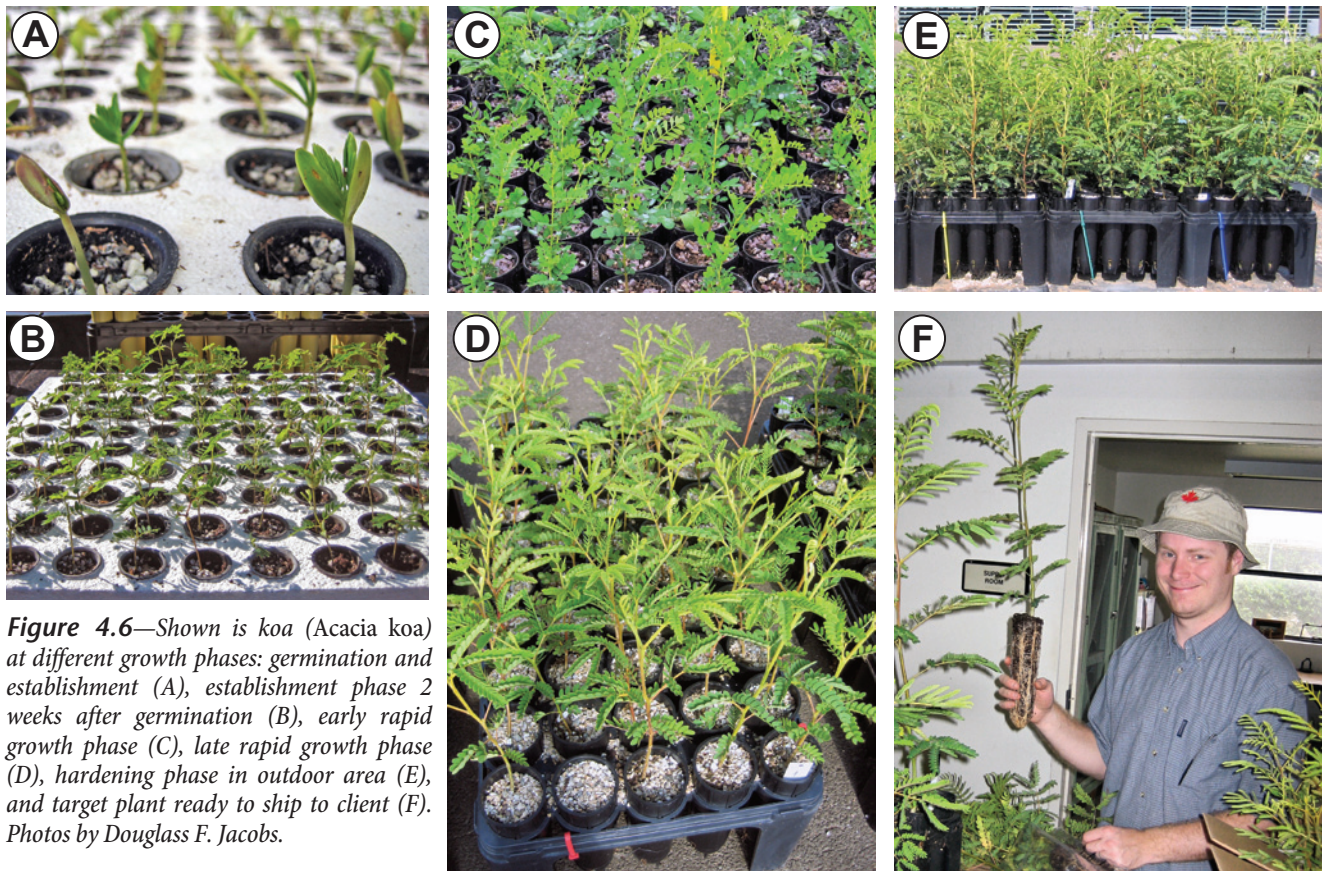 A
C
E
B
D
F
SUPP
ROOM
Figure 4.6—Shown is koa (Acacia koa)
at different growth phases: germination and
establishment (A), establishment phase 2
weeks after germination (B), early rapid
growth phase (C), late rapid growth phase
(D), hardening phase in outdoor area (E),
and target plant ready to ship to client (F).
Photos by Douglass F. Jacobs.